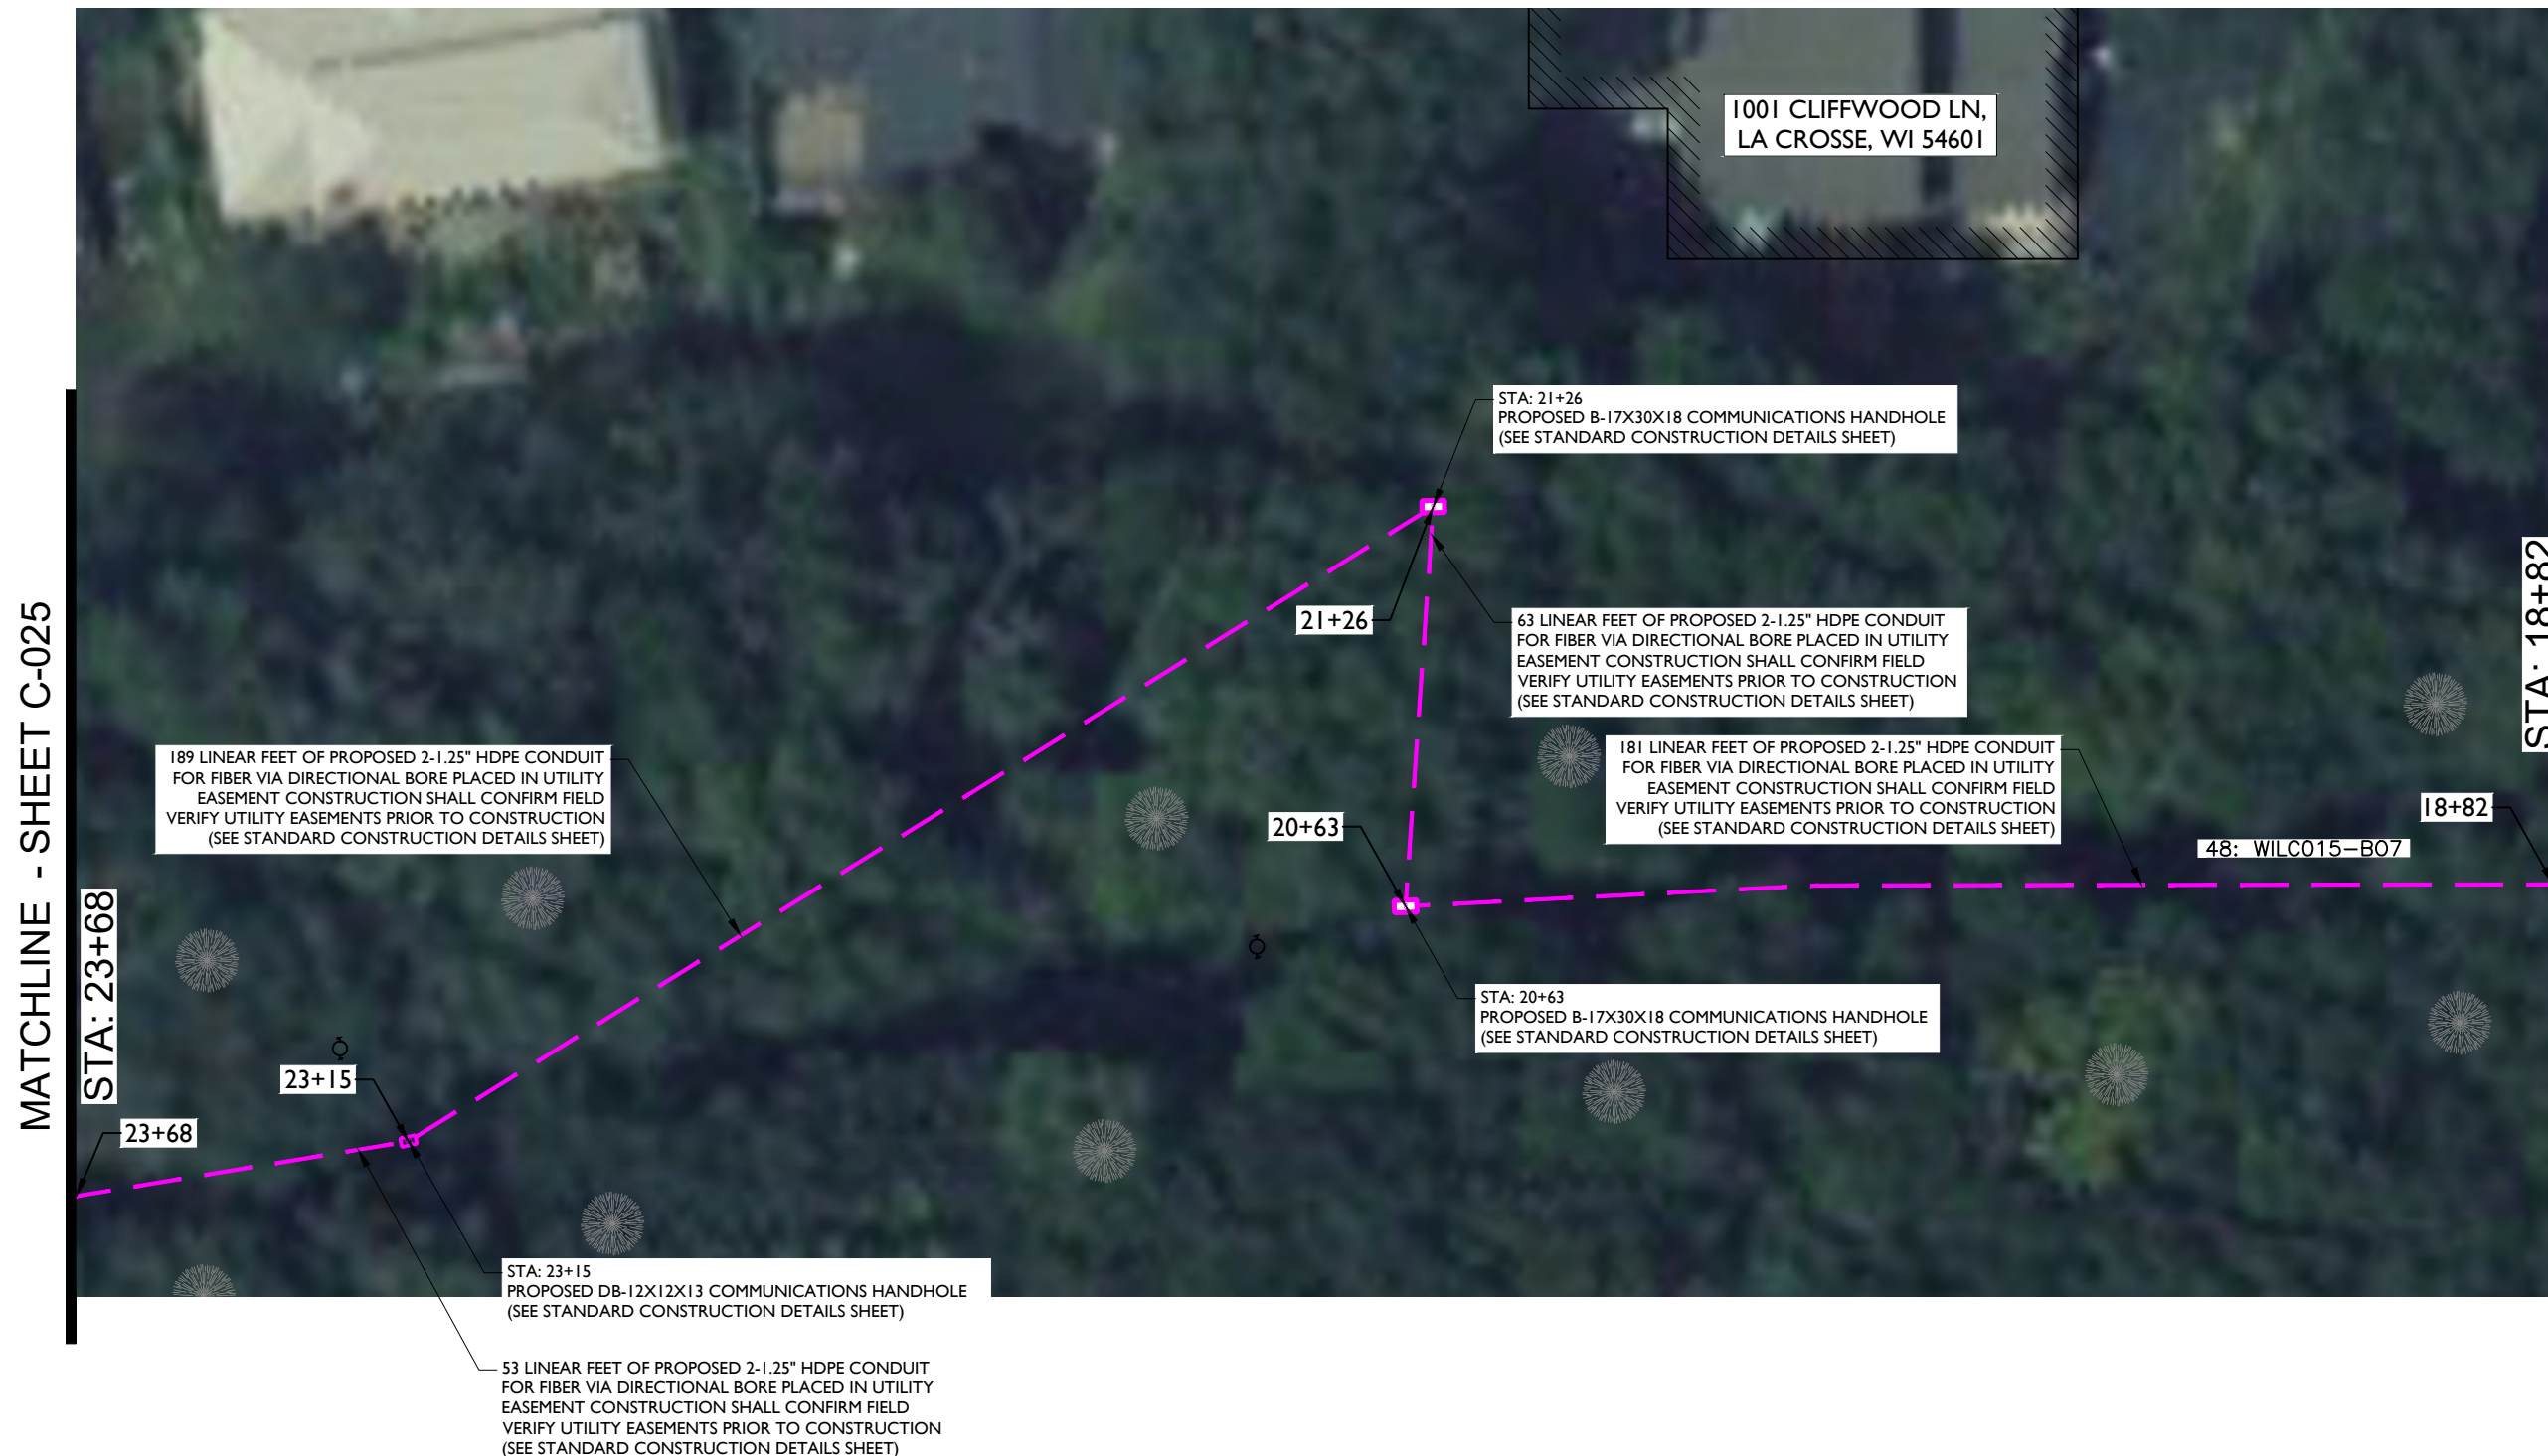 1001 CLIFFWOOD LN,
LA CROSSE, WI 54601
STA: 21+26
PROPOSED B-17X30X18 COMMUNICATIONS HANDHOLE
(SEE STANDARD CONSTRUCTION DETAILS SHEET)
21+26
63 LINEAR FEET OF PROPOSED 2-1.25" HDPE CONDUIT
FOR FIBER VIA DIRECTIONAL BORE PLACED IN UTILITY
EASEMENT CONSTRUCTION SHALL CONFIRM FIELD
VERIFY UTILITY EASEMENTS PRIOR TO CONSTRUCTION
(SEE STANDARD CONSTRUCTION DETAILS SHEET)
STA: 18+82
MATCHLINE - SHEET C-025
STA: 23+68
189 LINEAR FEET OF PROPOSED 2-1.25" HDPE CONDUIT
FOR FIBER VIA DIRECTIONAL BORE PLACED IN UTILITY
EASEMENT CONSTRUCTION SHALL CONFIRM FIELD
VERIFY UTILITY EASEMENTS PRIOR TO CONSTRUCTION
(SEE STANDARD CONSTRUCTION DETAILS SHEET)
181 LINEAR FEET OF PROPOSED 2-1.25" HDPE CONDUIT
FOR FIBER VIA DIRECTIONAL BORE PLACED IN UTILITY
EASEMENT CONSTRUCTION SHALL CONFIRM FIELD
VERIFY UTILITY EASEMENTS PRIOR TO CONSTRUCTION
(SEE STANDARD CONSTRUCTION DETAILS SHEET)
20+63
18+82
48: WILC015-B07
STA: 20+63
PROPOSED B-17X30X18 COMMUNICATIONS HANDHOLE
(SEE STANDARD CONSTRUCTION DETAILS SHEET)
23+15
23+68
STA: 23+15
PROPOSED DB-12X12X13 COMMUNICATIONS HANDHOLE
(SEE STANDARD CONSTRUCTION DETAILS SHEET)
53 LINEAR FEET OF PROPOSED 2-1.25" HDPE CONDUIT
FOR FIBER VIA DIRECTIONAL BORE PLACED IN UTILITY
EASEMENT CONSTRUCTION SHALL CONFIRM FIELD
VERIFY UTILITY EASEMENTS PRIOR TO CONSTRUCTION
(SEE STANDARD CONSTRUCTION DETAILS SHEET)